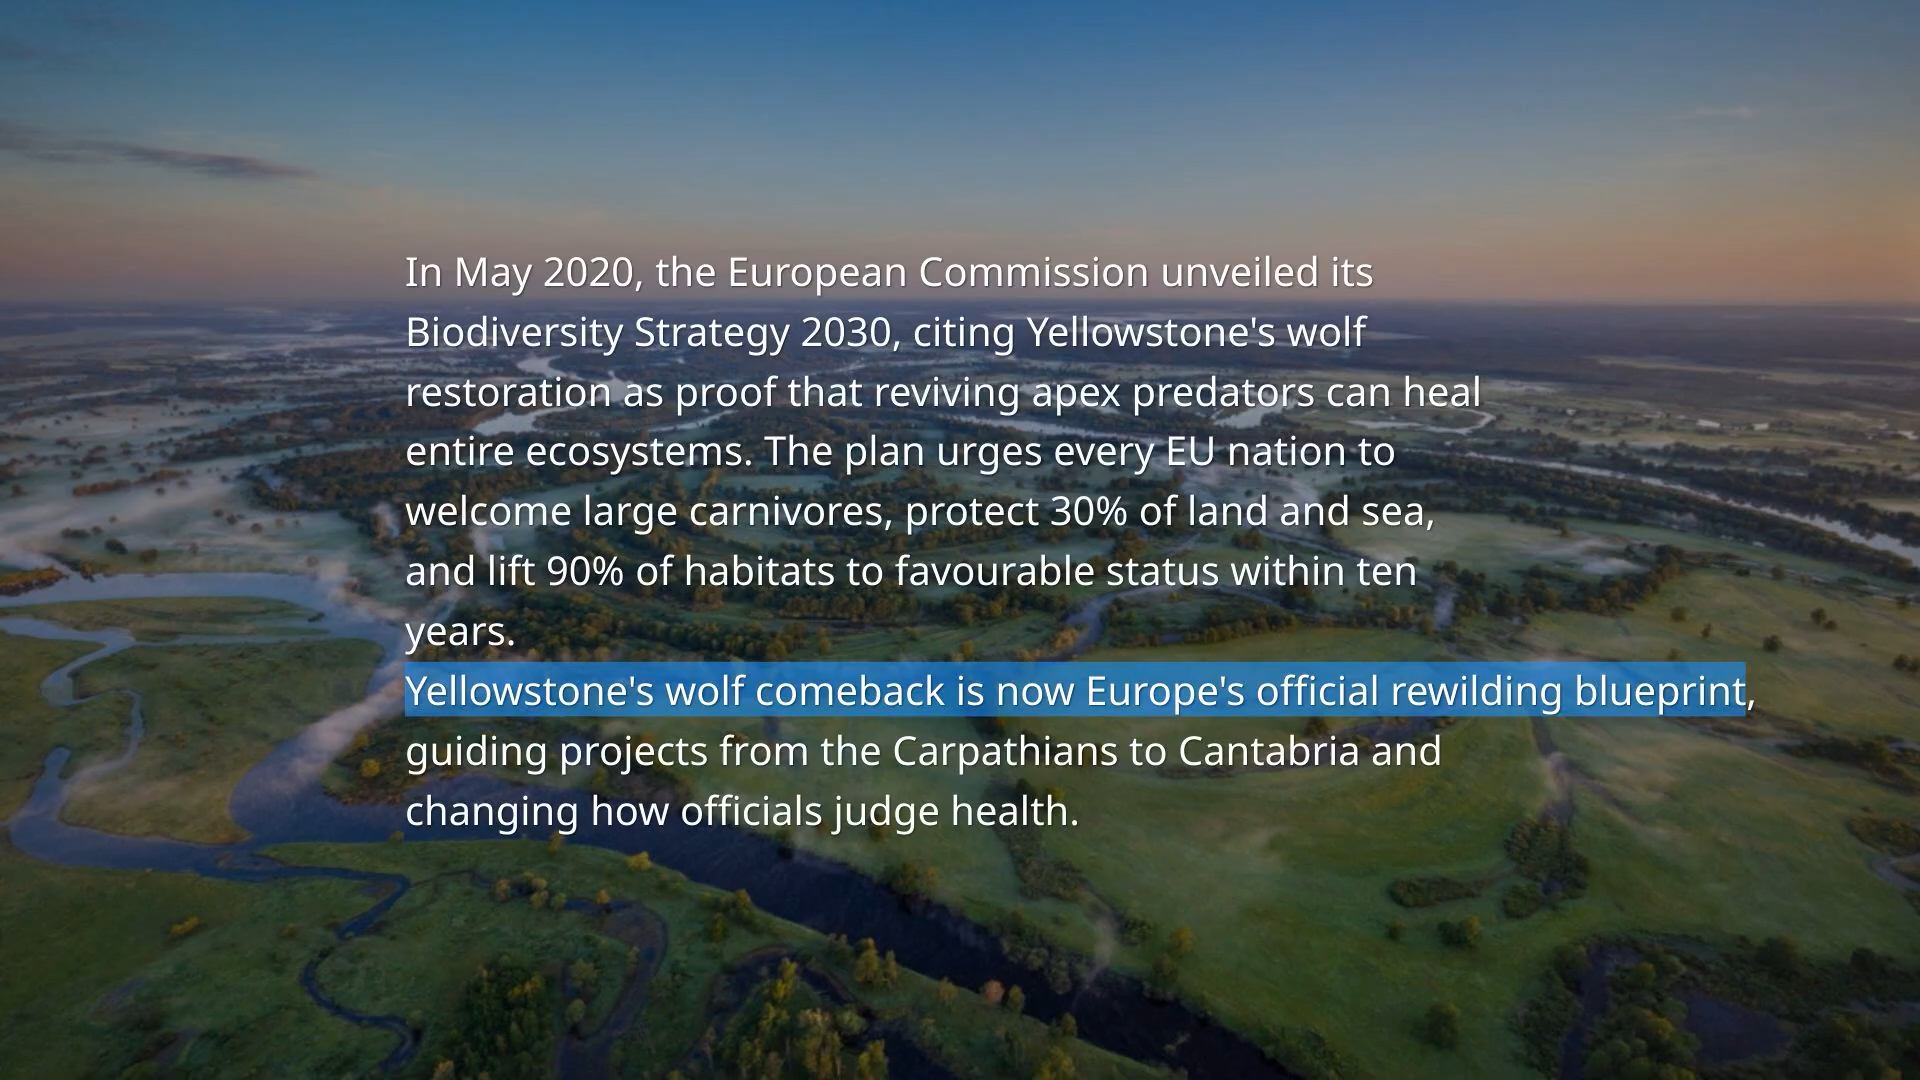 In May 2020, the European Commission unveiled its
Biodiversity Strategy 2030, citing Yellowstone's wolf
restoration as proof that reviving apex predators can heal
entire ecosystems. The plan urges every EU nation to
welcome large carnivores, protect 30% of land and sea,
and lift 90% of habitats to favourable status within ten
years.
Yellowstone's wolf comeback is now Europe's official rewilding blueprint,
guiding projects from the Carpathians to Cantabria and
changing how officials judge health.